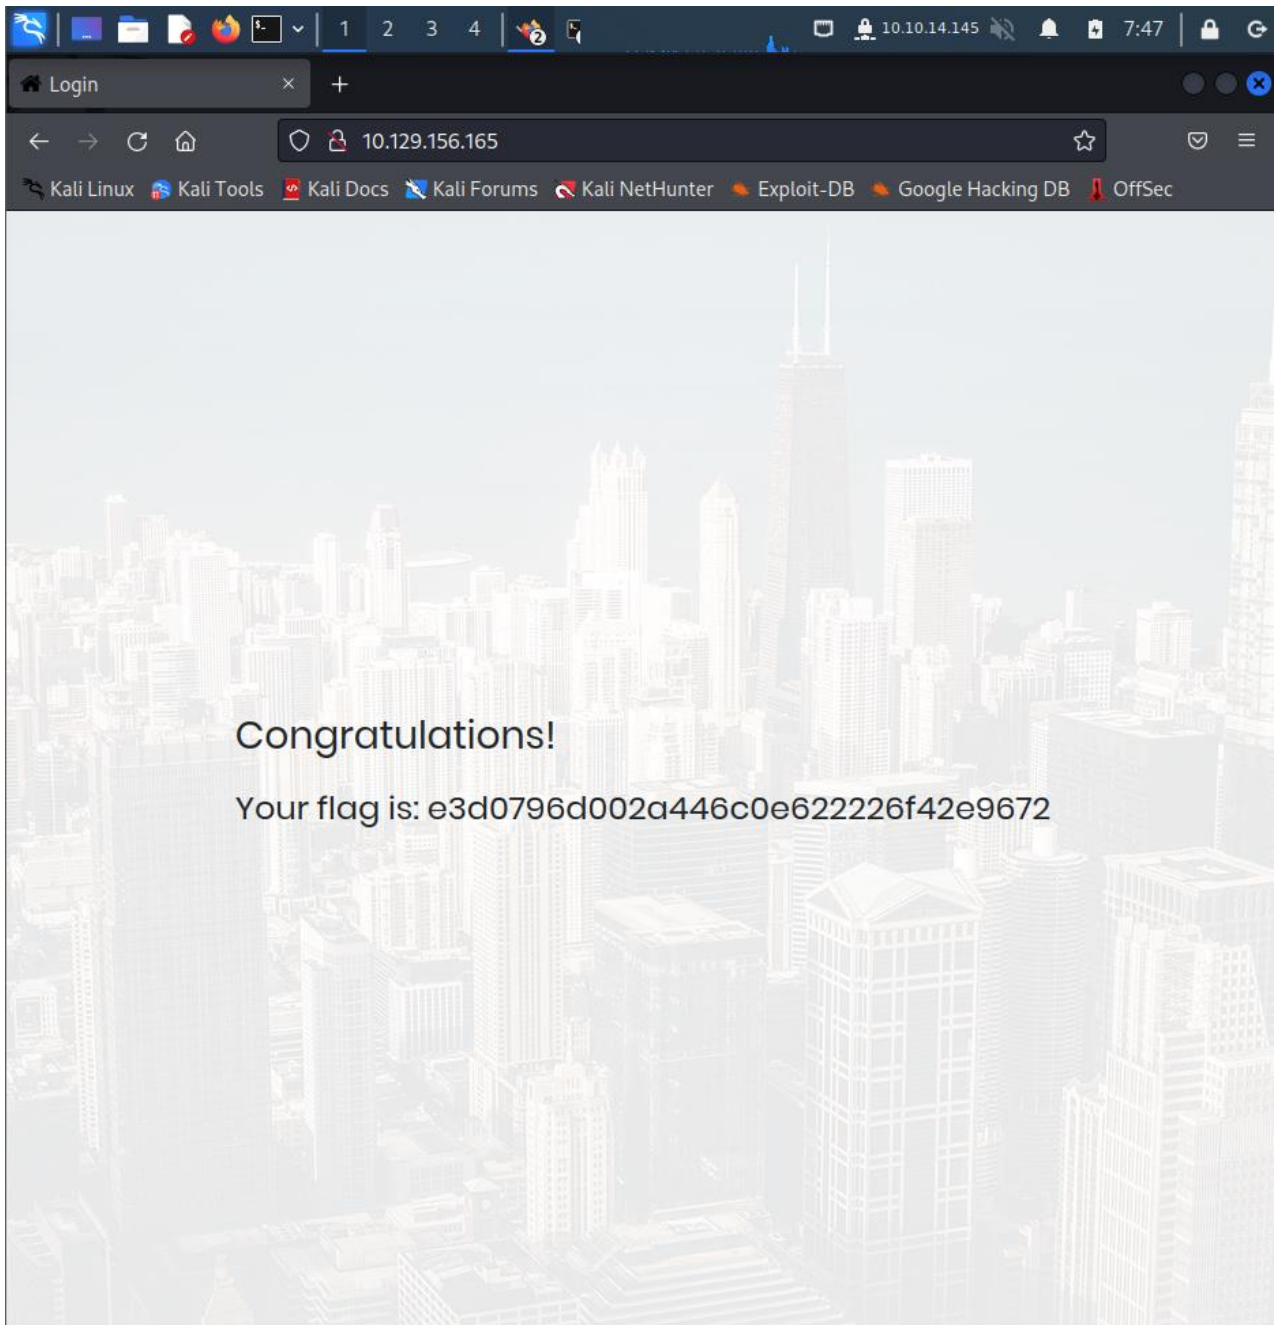 1 2 3 4 2 10.10.14.145 7:47
Login
10.129.156.165
Kali Linux Kali Tools Kali Docs Kali Forums Kali NetHunter Exploit-DB Google Hacking DB OffSec
Congratulations!
Your flag is: e3d0796d002a446c0e622226f42e9672